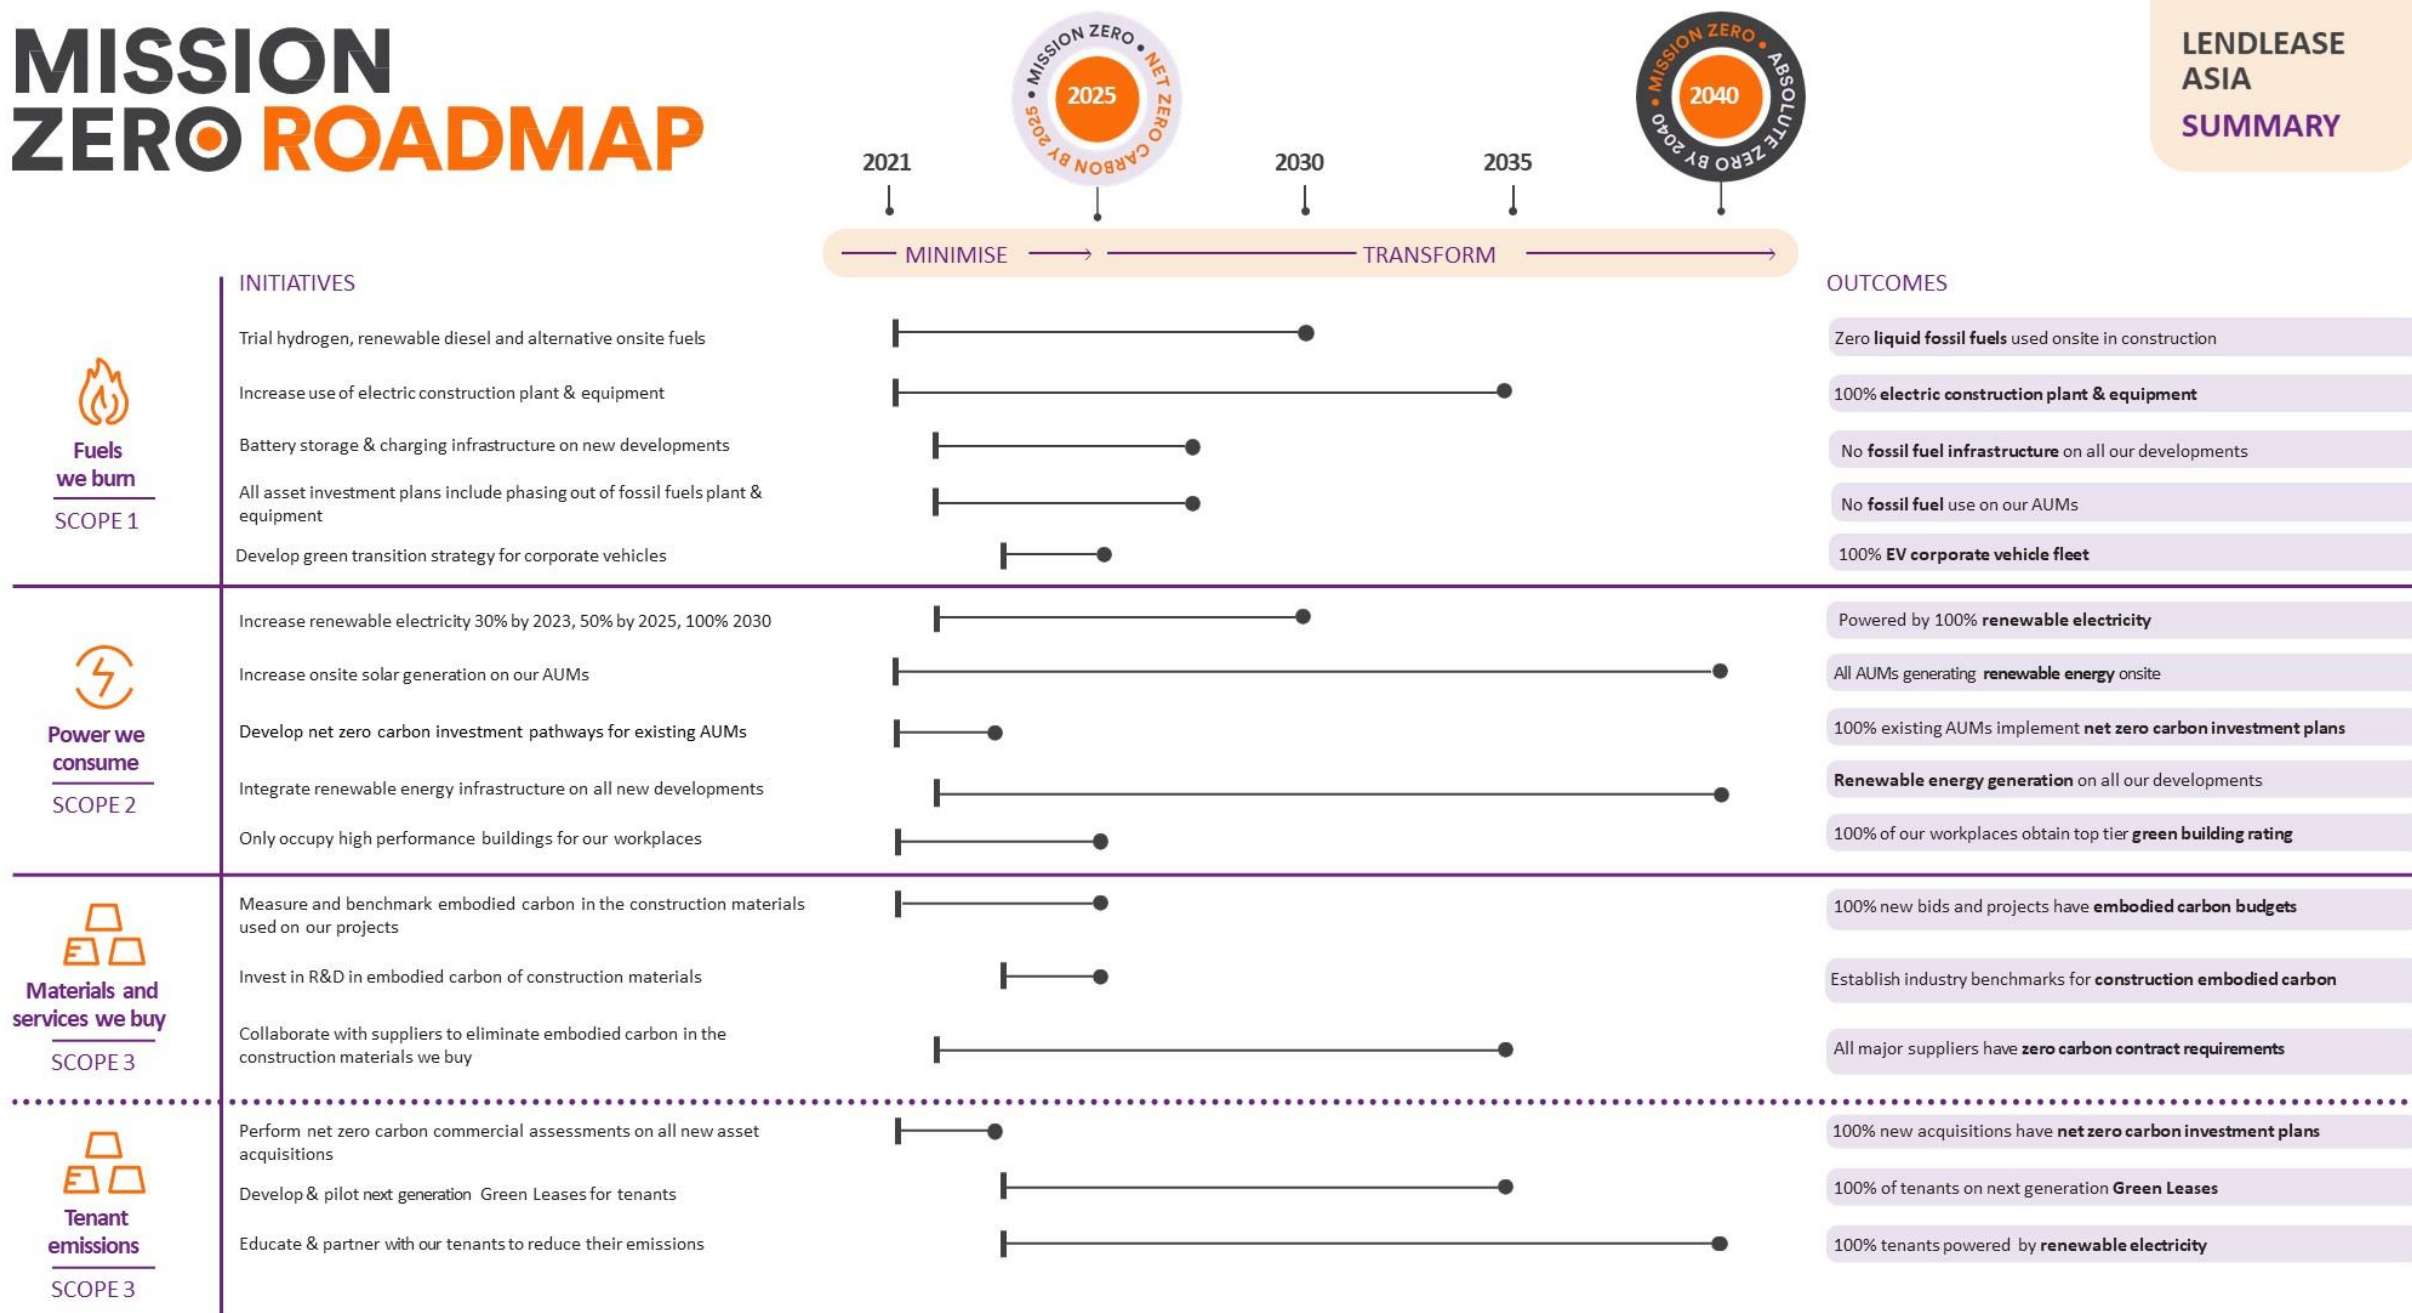 MISSION
ZERO ROADMAP
• MISSION ZERO • NET ZERO CARBON BY 2025
2025
• MISSION ZERO • ABSOLUTE ZERO BY 2040
2040
LENDLEASE
ASIA
SUMMARY
2021
2030
2035
MINIMISE
TRANSFORM
INITIATIVES
OUTCOMES
Fuels
we burn
SCOPE 1
Trial hydrogen, renewable diesel and alternative onsite fuels
Zero liquid fossil fuels used onsite in construction
Increase use of electric construction plant & equipment
100% electric construction plant & equipment
Battery storage & charging infrastructure on new developments
No fossil fuel infrastructure on all our developments
All asset investment plans include phasing out of fossil fuels plant &
equipment
No fossil fuel use on our AUMs
Develop green transition strategy for corporate vehicles
100% EV corporate vehicle fleet
Power we
consume
SCOPE 2
Increase renewable electricity 30% by 2023, 50% by 2025, 100% 2030
Powered by 100% renewable electricity
Increase onsite solar generation on our AUMs
All AUMs generating renewable energy onsite
Develop net zero carbon investment pathways for existing AUMs
100% existing AUMs implement net zero carbon investment plans
Integrate renewable energy infrastructure on all new developments
Renewable energy generation on all our developments
Only occupy high performance buildings for our workplaces
100% of our workplaces obtain top tier green building rating
Materials and
services we buy
SCOPE 3
Measure and benchmark embodied carbon in the construction materials
used on our projects
100% new bids and projects have embodied carbon budgets
Invest in R&D in embodied carbon of construction materials
Establish industry benchmarks for construction embodied carbon
Collaborate with suppliers to eliminate embodied carbon in the
construction materials we buy
All major suppliers have zero carbon contract requirements
Tenant
emissions
SCOPE 3
Perform net zero carbon commercial assessments on all new asset
acquisitions
100% new acquisitions have net zero carbon investment plans
Develop & pilot next generation Green Leases for tenants
100% of tenants on next generation Green Leases
Educate & partner with our tenants to reduce their emissions
100% tenants powered by renewable electricity